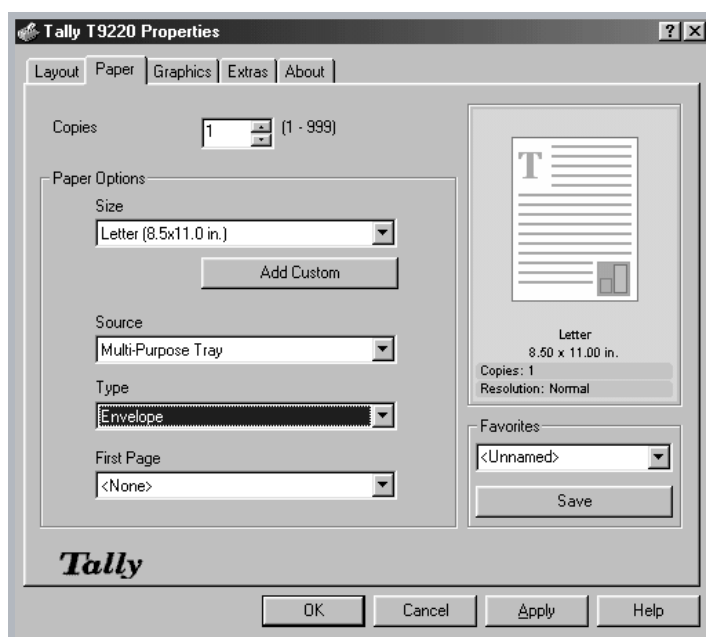 Tally T9220 Properties
Layout Paper Graphics Extras About
Copies 1 (1 - 999)
Paper Options
Size
Letter (8.5x11.0 in.)
Add Custom
Source
Multi-Purpose Tray
Type
Envelope
First Page
<None>
T
Letter
8.50 x 11.00 in.
Copies: 1
Resolution: Normal
Favorites
<Unnamed>
Save
Tally
OK Cancel Apply Help